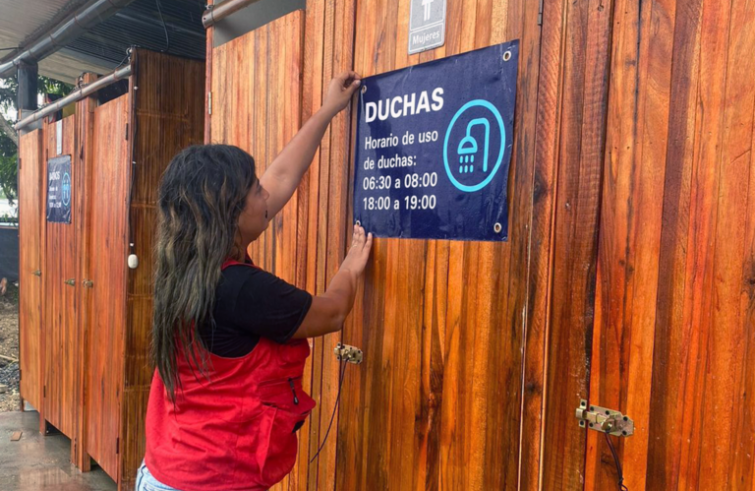 Mujeres
DUCHAS
Horario de uso
de duchas:
06:30 a 08:00
18:00 a 19:00